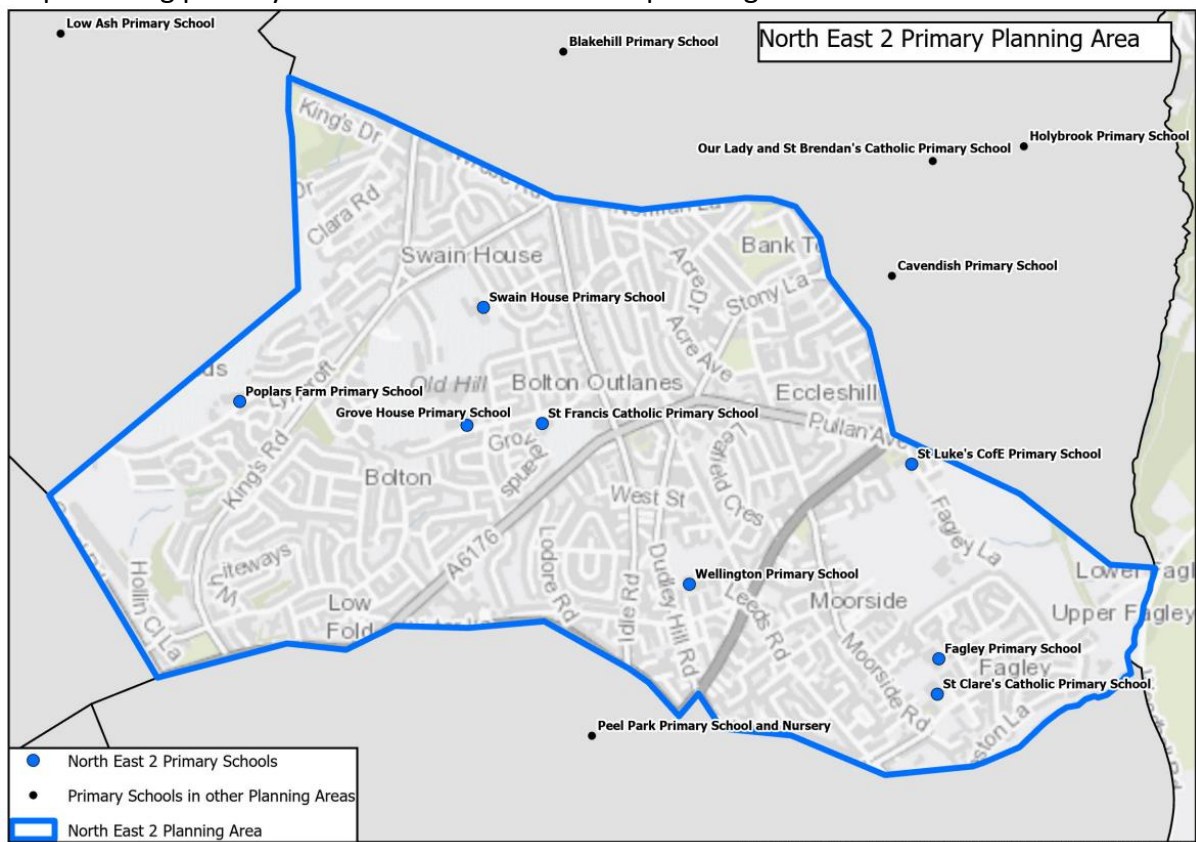 Low Ash Primary School
Blakehill Primary School
North East 2 Primary Planning Area
King's Dr
Our Lady and St Brendan's Catholic Primary School
Holybrook Primary School
Clara Rd
Swain House
Acre Dr
Bank To
Stony La
Cavendish Primary School
Swain House Primary School
Acre Ave
Old Hill
Bolton Outlanes
Eccleshill
Poplars Farm Primary School
Grove House Primary School
St Francis Catholic Primary School
Pullan Ave
King's Rd
Bolton
St Luke's CofE Primary School
West St
Fagley La
A6176
Lodore Rd
Idle Rd
Dudley Hill Rd
Wellington Primary School
Leeds Rd
Moorside
Hollin Cl La
Low
Fold
Upper Fagley
Moorside Rd
Fagley Primary School
Fagley
St Clare's Catholic Primary School
Peel Park Primary School and Nursery
North East 2 Primary Schools
Primary Schools in other Planning Areas
North East 2 Planning Area